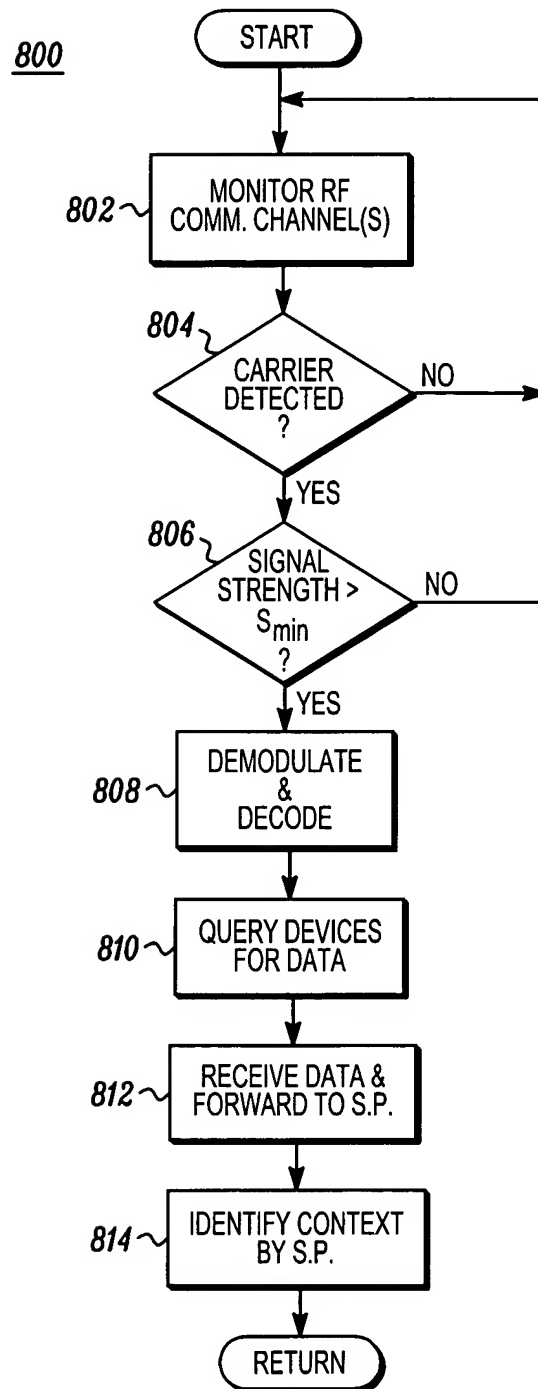 800
START
802
MONITOR RF
COMM. CHANNEL(S)
804
CARRIER
DETECTED
?
NO
YES
806
SIGNAL
STRENGTH >
Smin
?
NO
YES
808
DEMODULATE
&
DECODE
810
QUERY DEVICES
FOR DATA
812
RECEIVE DATA &
FORWARD TO S.P.
814
IDENTIFY CONTEXT
BY S.P.
RETURN